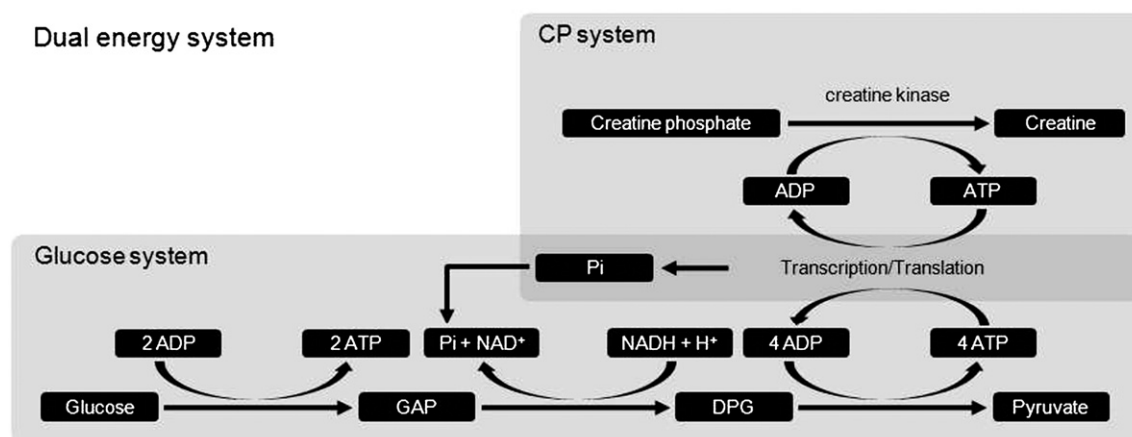 Dual energy system
CP system
creatine kinase
Creatine phosphate
Creatine
ADP
ATP
Glucose system
Pi
Transcription/Translation
2 ADP
2 ATP
Pi + NAD⁺
NADH + H⁺
4 ADP
4 ATP
Glucose
GAP
DPG
Pyruvate